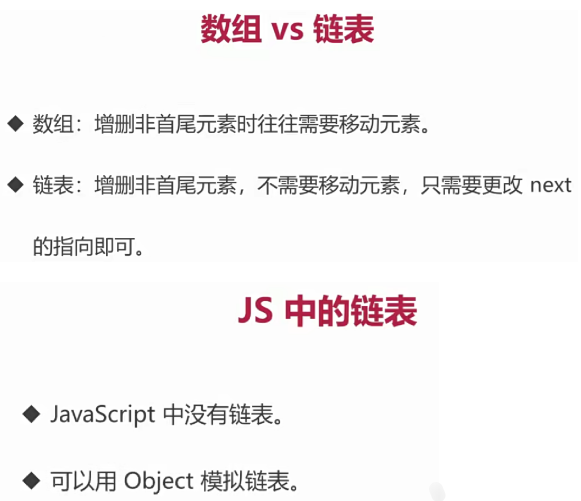 数组 vs 链表
◆ 数组：增删非首尾元素时往往需要移动元素。
◆ 链表：增删非首尾元素，不需要移动元素，只需要更改 next
的指向即可。
JS 中的链表
◆ JavaScript 中没有链表。
◆ 可以用 Object 模拟链表。